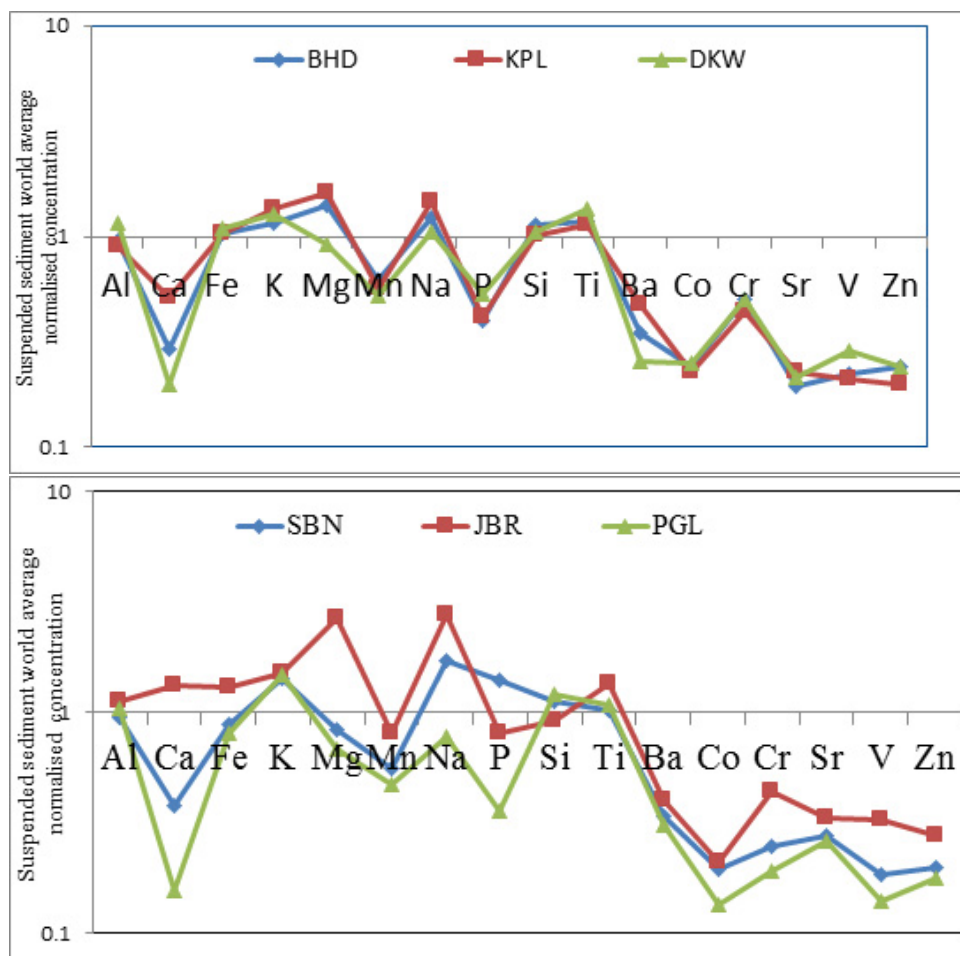 10
BHD KPL DKW
Suspended sediment world average
normalised concentration
1
Al Ca Fe K Mg Mn Na P Si Ti Ba Co Cr Sr V Zn
0.1
10
SBN JBR PGL
Suspended sediment world average
normalised concentration
1
Al Ca Fe K Mg Mn Na P Si Ti Ba Co Cr Sr V Zn
0.1